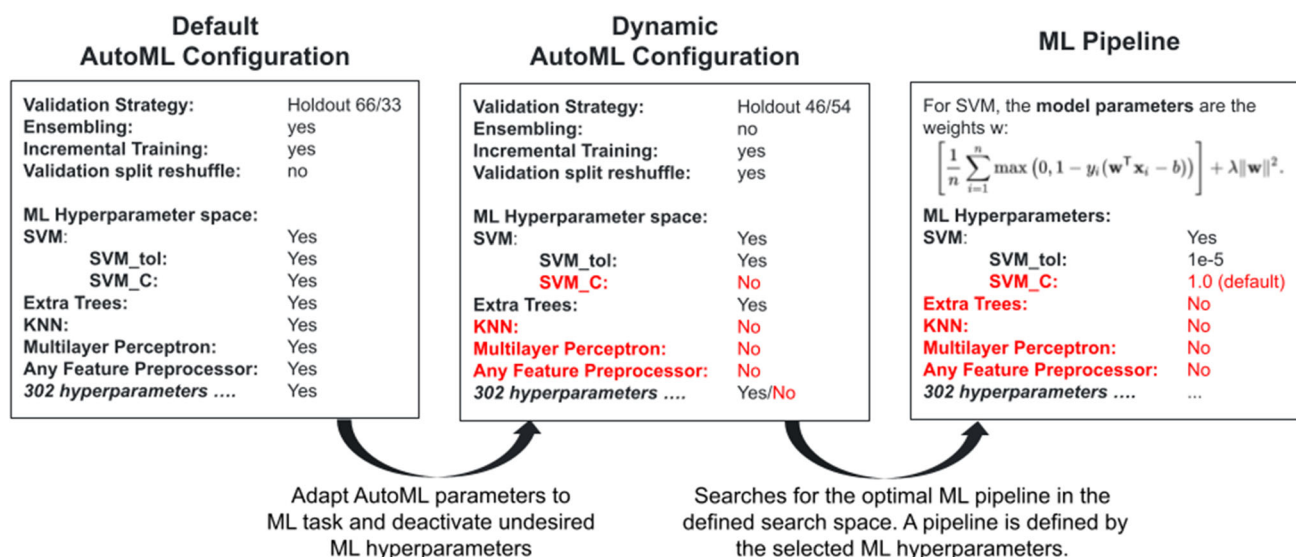 Default
AutoML Configuration
Validation Strategy: Holdout 66/33
Ensembling: yes
Incremental Training: yes
Validation split reshuffle: no
ML Hyperparameter space:
SVM: Yes
SVM_tol: Yes
SVM_C: Yes
Extra Trees: Yes
KNN: Yes
Multilayer Perceptron: Yes
Any Feature Preprocessor: Yes
302 hyperparameters .... Yes
Dynamic
AutoML Configuration
Validation Strategy: Holdout 46/54
Ensembling: no
Incremental Training: yes
Validation split reshuffle: yes
ML Hyperparameter space:
SVM: Yes
SVM_tol: Yes
SVM_C: No
Extra Trees: Yes
KNN: No
Multilayer Perceptron: No
Any Feature Preprocessor: No
302 hyperparameters .... Yes/No
ML Pipeline
For SVM, the model parameters are the
weights w:
[1/n ∑_{i=1}^{n} max (0, 1 − y_i(w^T x_i − b))] + λ‖w‖².
ML Hyperparameters:
SVM: Yes
SVM_tol: 1e-5
SVM_C: 1.0 (default)
Extra Trees: No
KNN: No
Multilayer Perceptron: No
Any Feature Preprocessor: No
302 hyperparameters .... ...
Adapt AutoML parameters to
ML task and deactivate undesired
ML hyperparameters
Searches for the optimal ML pipeline in the
defined search space. A pipeline is defined by
the selected ML hyperparameters.